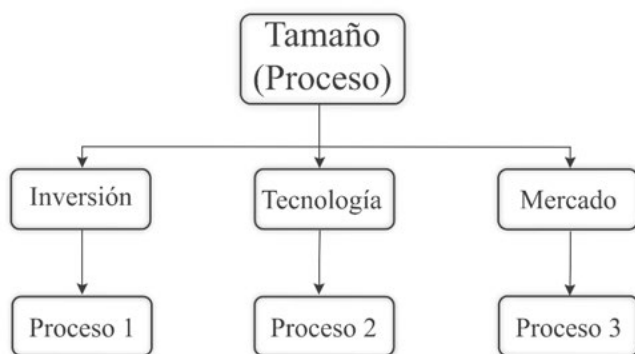 Tamaño
(Proceso)
Inversión
Tecnología
Mercado
Proceso 1
Proceso 2
Proceso 3